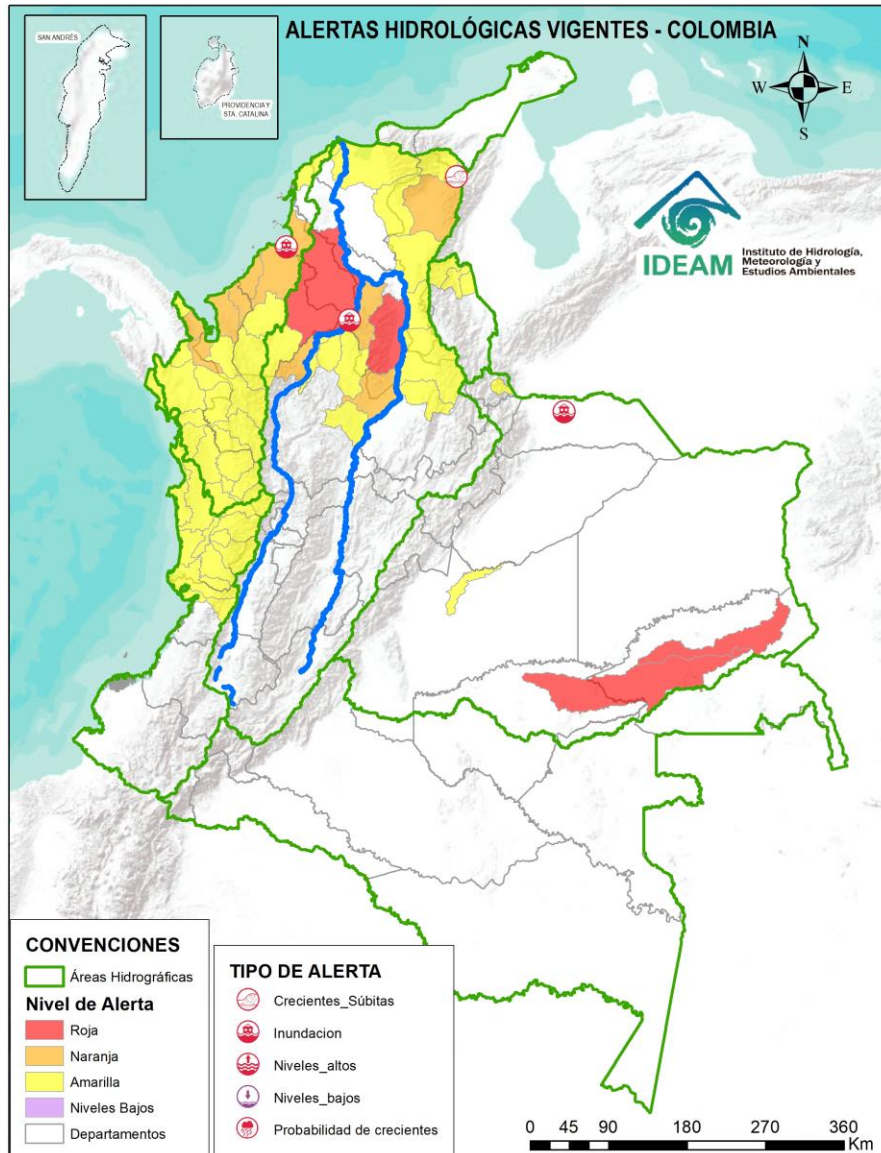 ALERTAS HIDROLÓGICAS VIGENTES - COLOMBIA
SAN ANDRÉS
PROVIDENCIA Y
STA. CATALINA
N
W
E
S
IDEAM
Instituto de Hidrología,
Meteorología y
Estudios Ambientales
CONVENCIONES
Áreas Hidrográficas
Nivel de Alerta
Roja
Naranja
Amarilla
Niveles Bajos
Departamentos
TIPO DE ALERTA
Crecientes_Súbitas
Inundacion
Niveles_altos
Niveles_bajos
Probabilidad de crecientes
0 45 90 180 270 360
Km